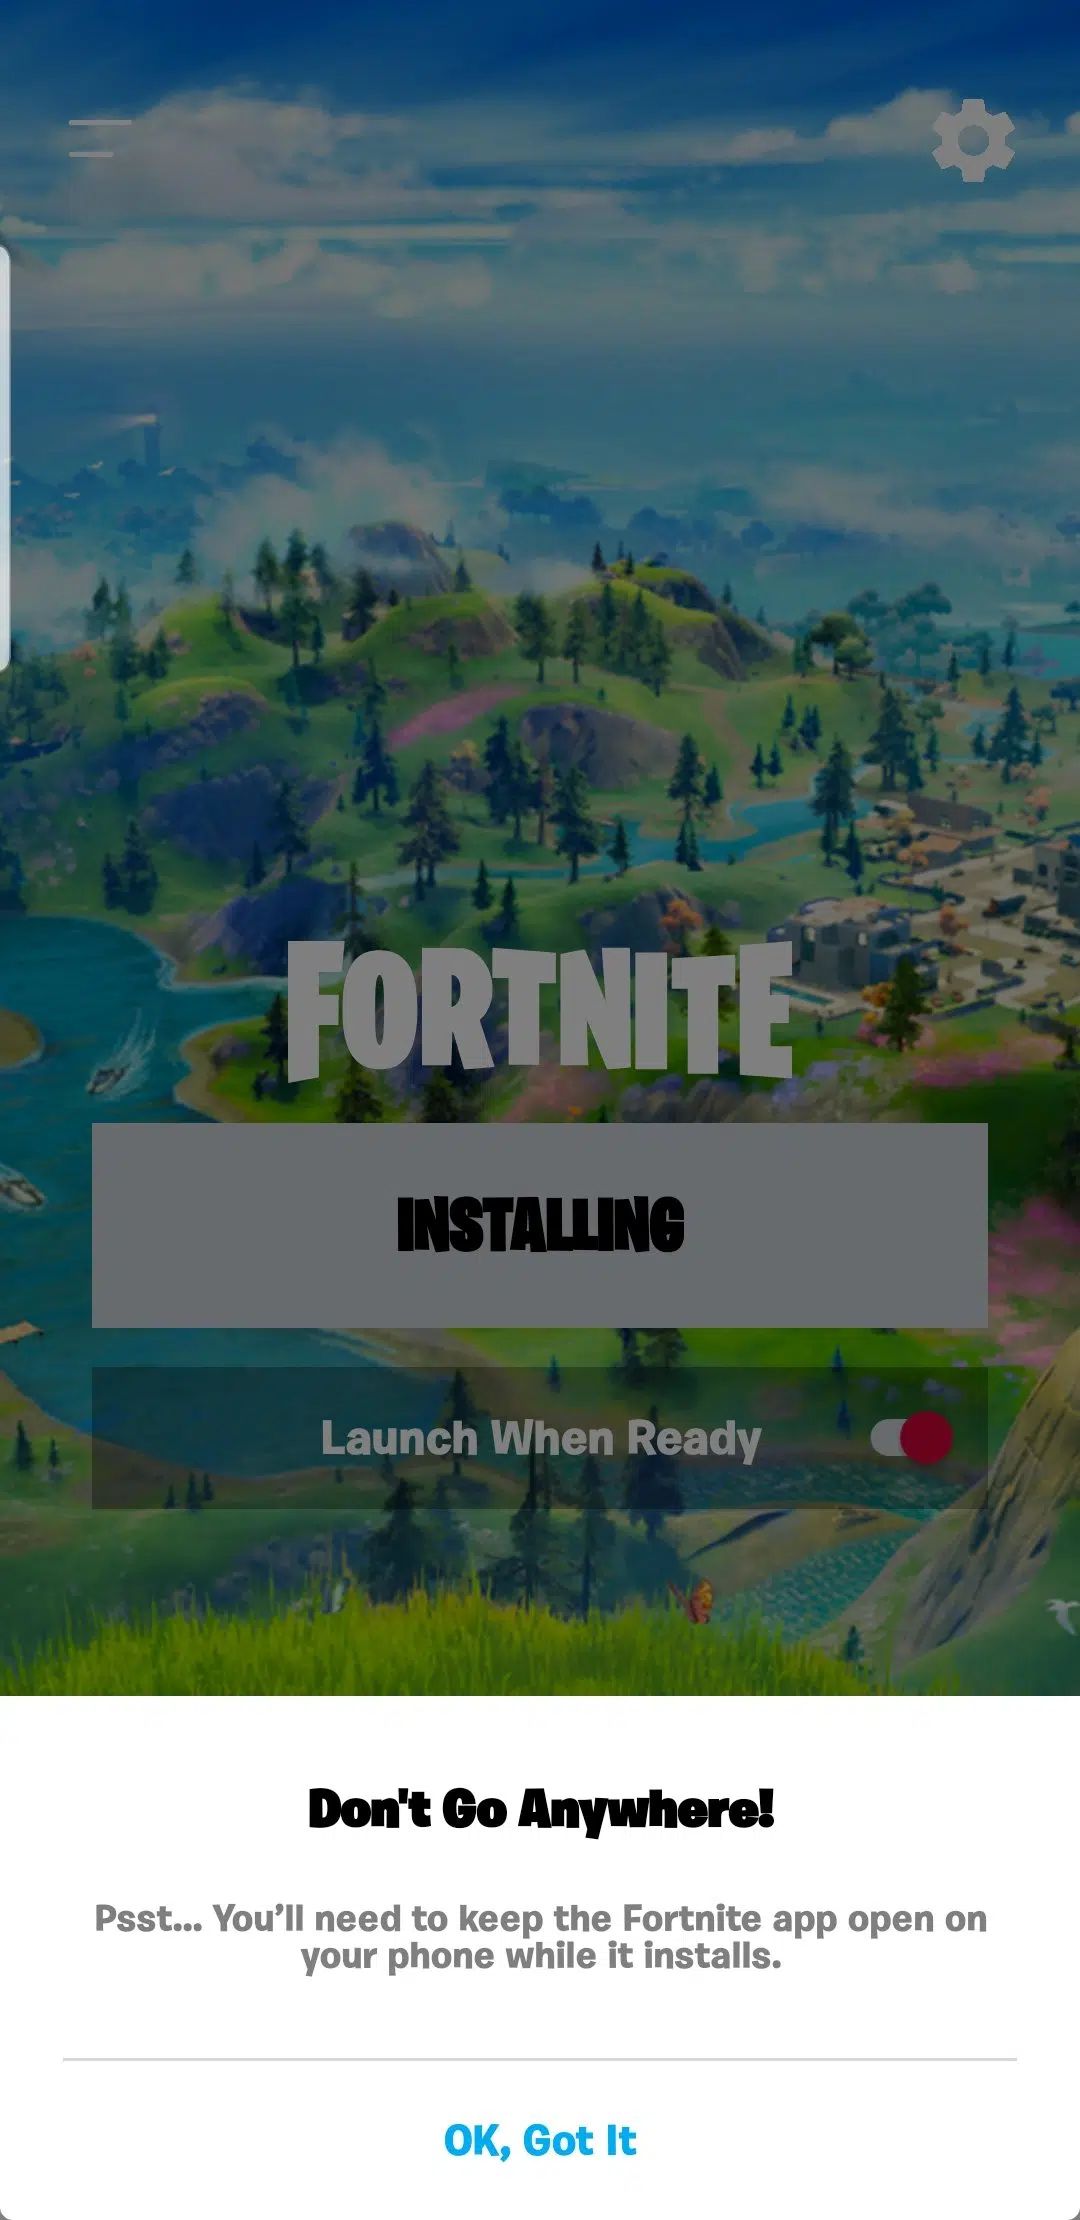 FORTNITE
INSTALLING
Launch When Ready
Don't Go Anywhere!
Psst... You’ll need to keep the Fortnite app open on
your phone while it installs.
OK, Got It